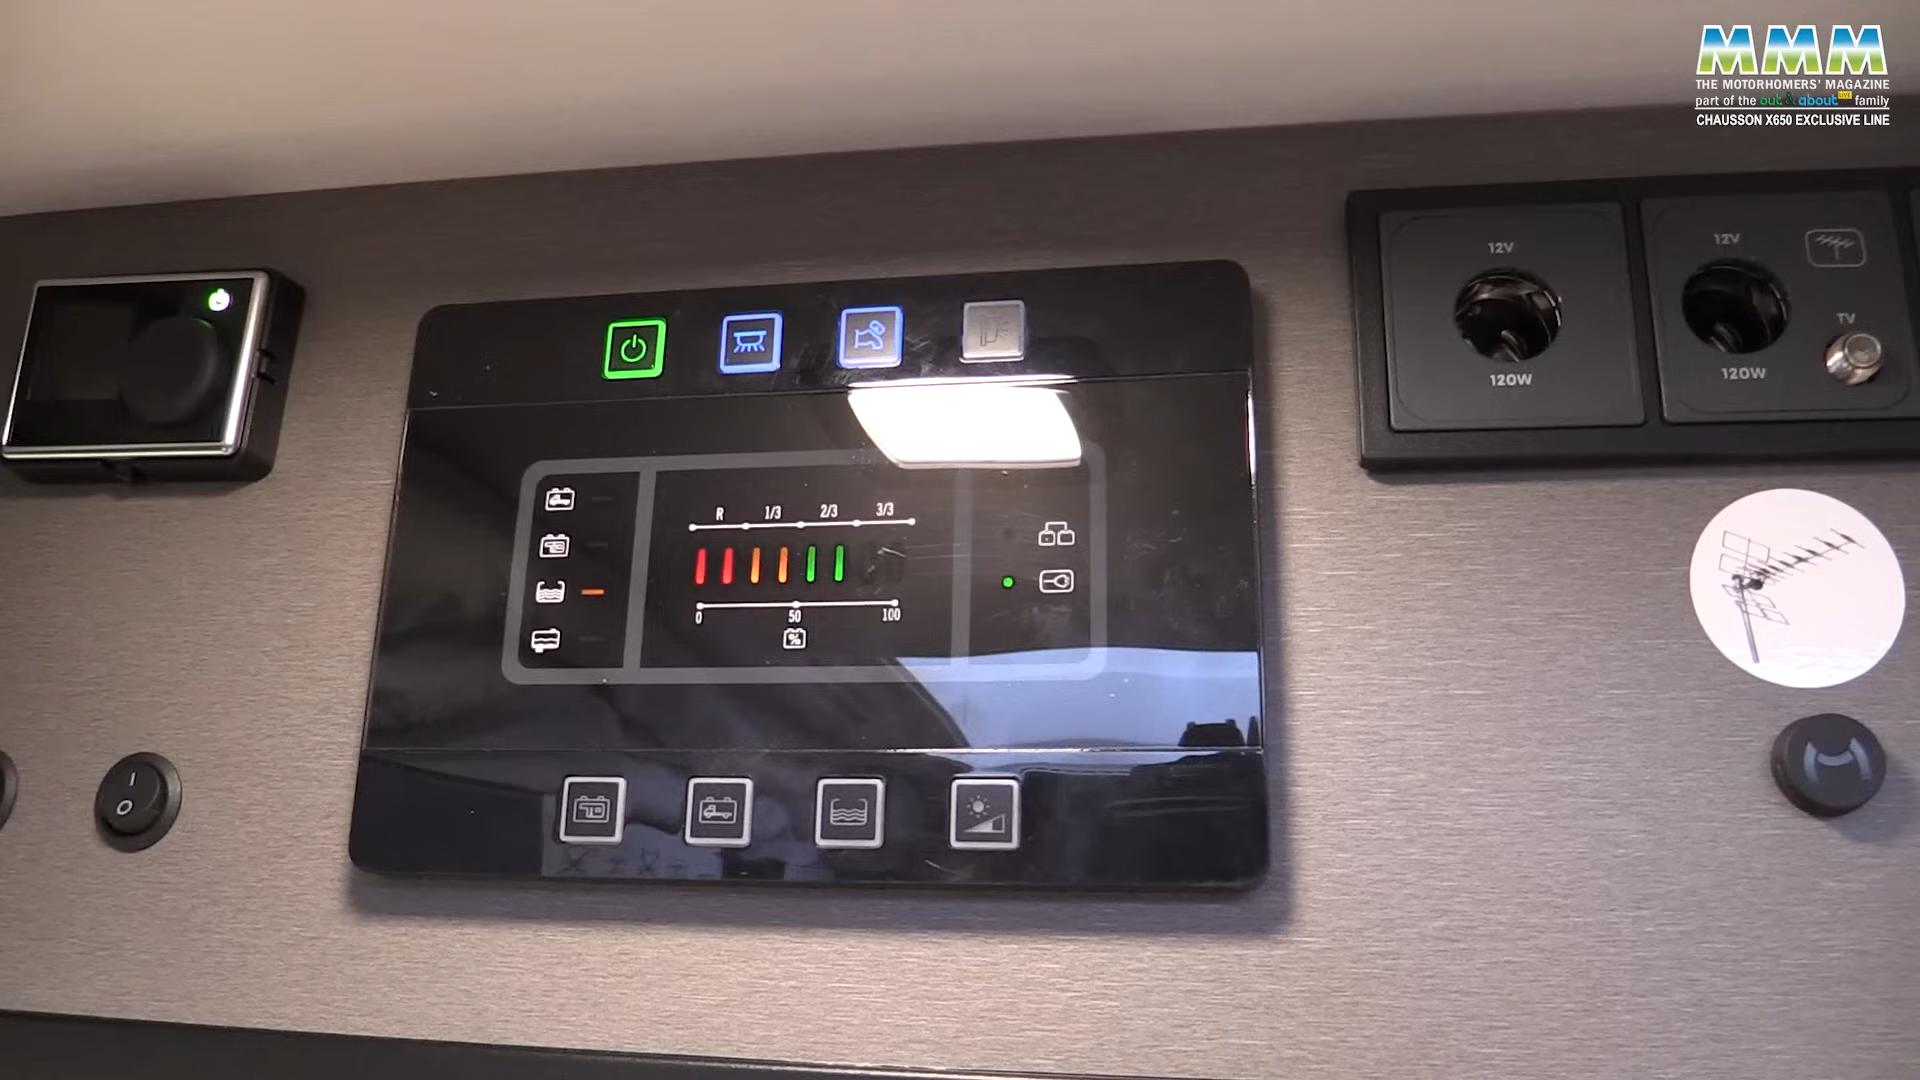 MMM
THE MOTORHOMERS' MAGAZINE
part of the out & about LIVE family
CHAUSSON X650 EXCLUSIVE LINE
12V
120W
12V
TV
120W
R 1/3 2/3 3/3
0 50 100
%
I
O